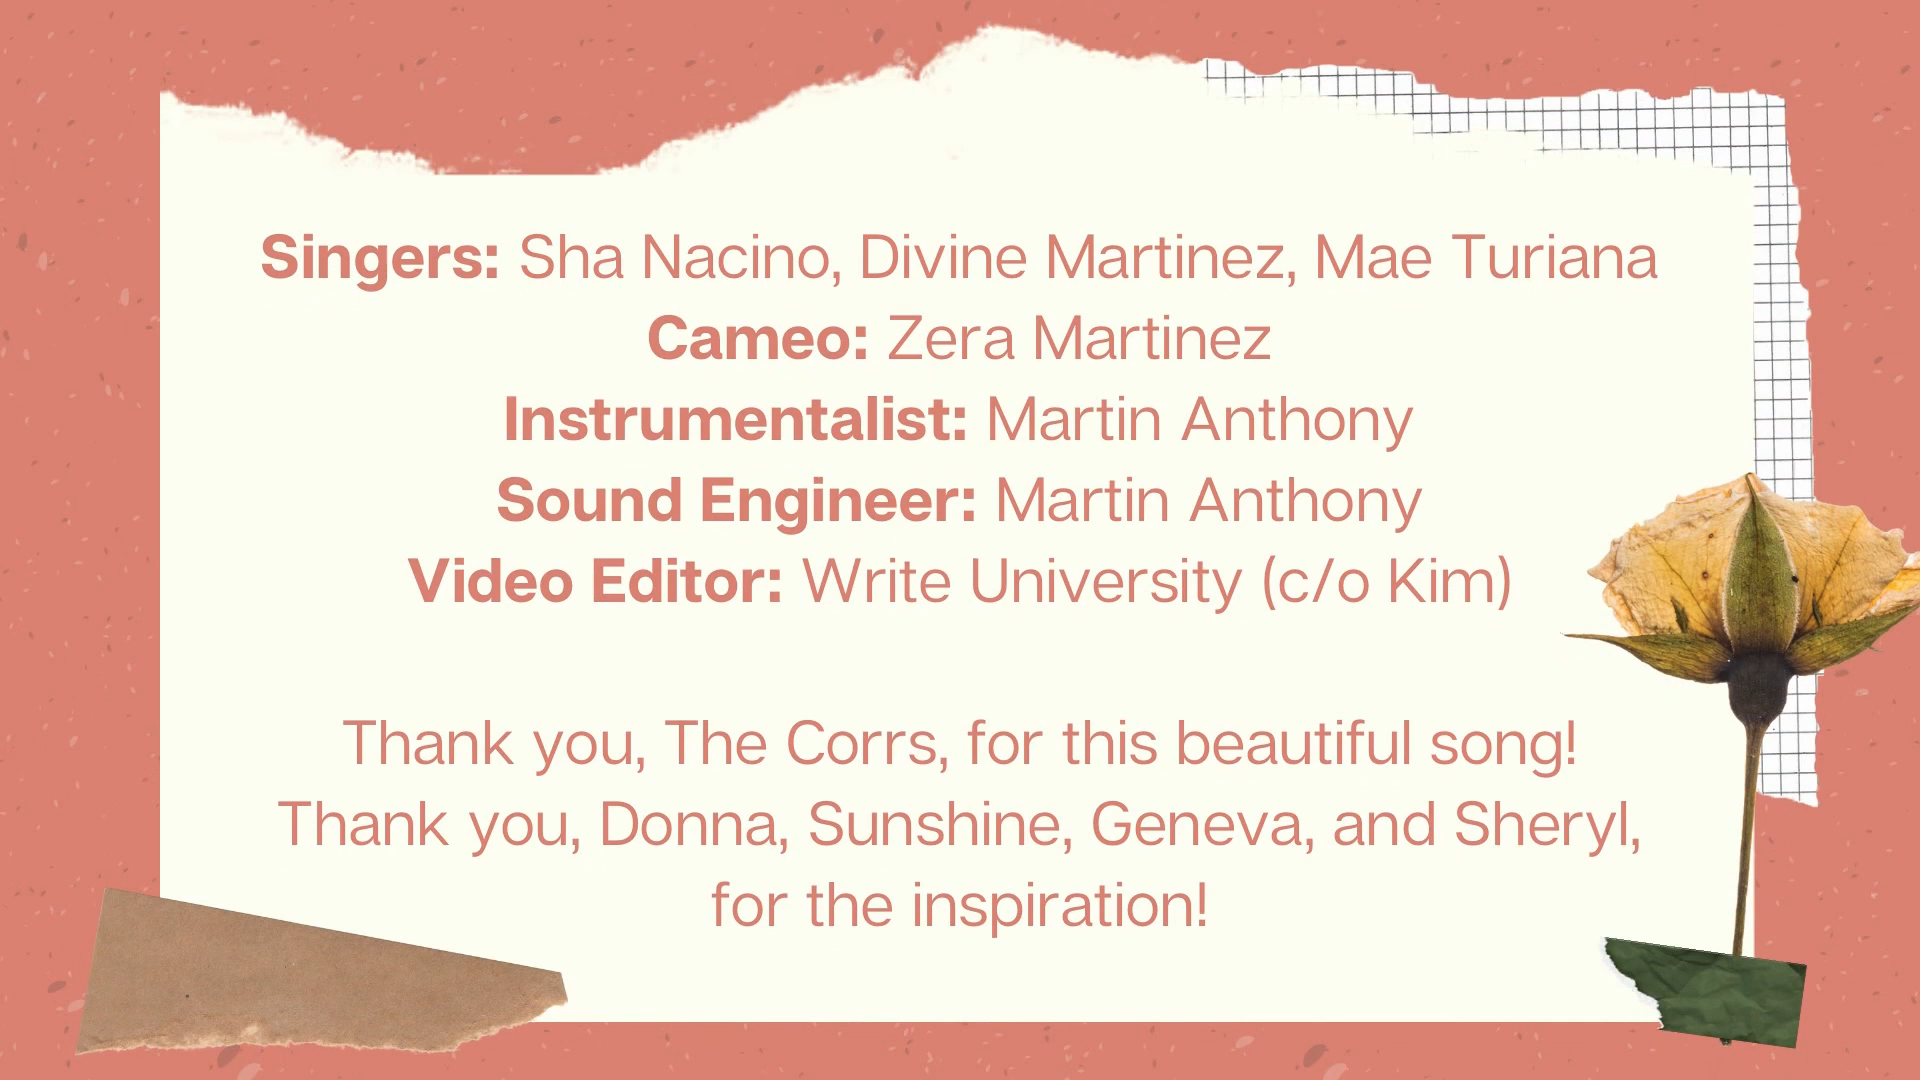 Singers: Sha Nacino, Divine Martinez, Mae Turiana
Cameo: Zera Martinez
Instrumentalist: Martin Anthony
Sound Engineer: Martin Anthony
Video Editor: Write University (c/o Kim)
Thank you, The Corrs, for this beautiful song!
Thank you, Donna, Sunshine, Geneva, and Sheryl,
for the inspiration!